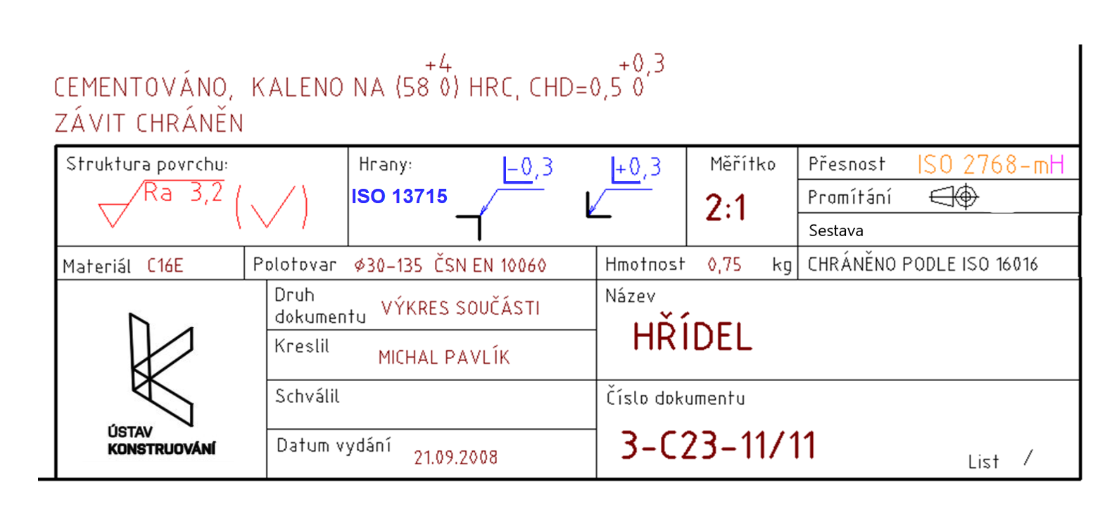 +4 +0,3
CEMENTOVÁNO, KALENO NA (58 0) HRC, CHD=0,5 0
ZÁVIT CHRÁNĚN
Struktura povrchu:
Ra 3,2 ( )
Hrany:
ISO 13715
-0,3
+0,3
Měřítko
2:1
Přesnost ISO 2768-mH
Promítání
Sestava
Materiál C16E
Polotovar ⌀30-135 ČSN EN 10060
Hmotnost 0,75 kg
CHRÁNĚNO PODLE ISO 16016
ÚSTAV
KONSTRUOVÁNÍ
Druh
dokumentu VÝKRES SOUČÁSTI
Kreslil MICHAL PAVLÍK
Schválil
Datum vydání 21.09.2008
Název
HŘÍDEL
Číslo dokumentu
3-C23-11/11
List /